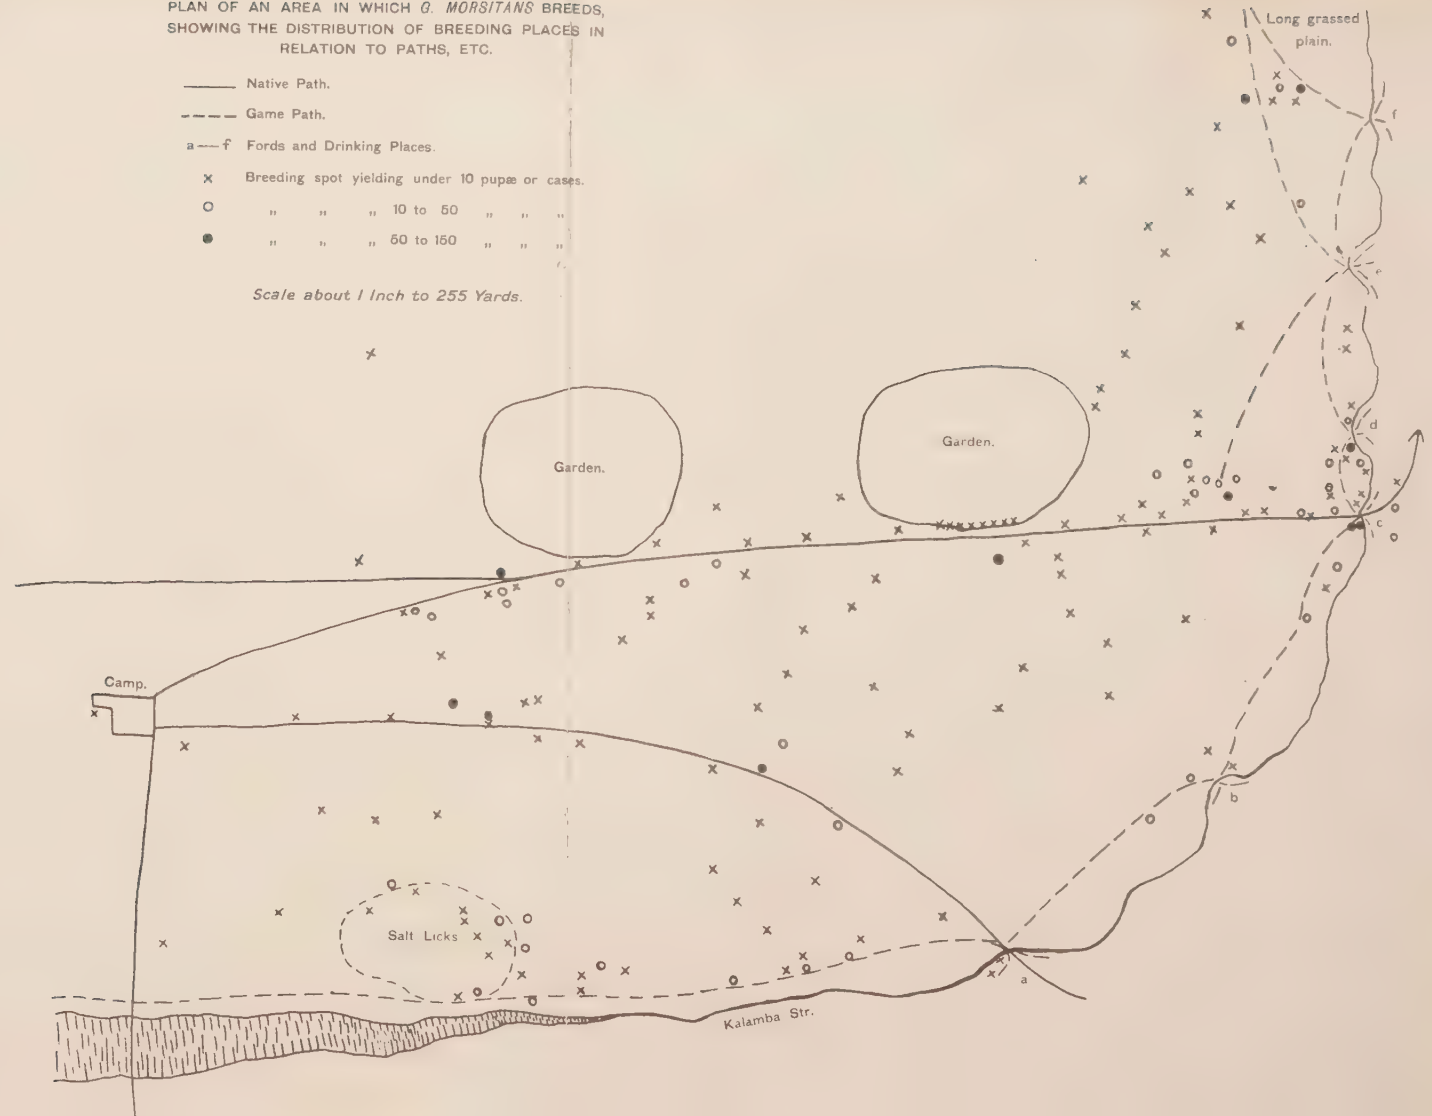 PLAN OF AN AREA IN WHICH G. MORSITANS BREEDS,
SHOWING THE DISTRIBUTION OF BREEDING PLACES IN
RELATION TO PATHS, ETC.
Native Path.
Game Path.
a — f Fords and Drinking Places.
x Breeding spot yielding under 10 pupæ or cases.
o „ „ „ 10 to 50 „ „ „
● „ „ „ 50 to 150 „ „ „
Scale about 1 Inch to 255 Yards.
Long grassed
plain.
f
e
d
Garden.
Garden.
c
Camp.
b
Salt Licks
a
Kalamba Str.